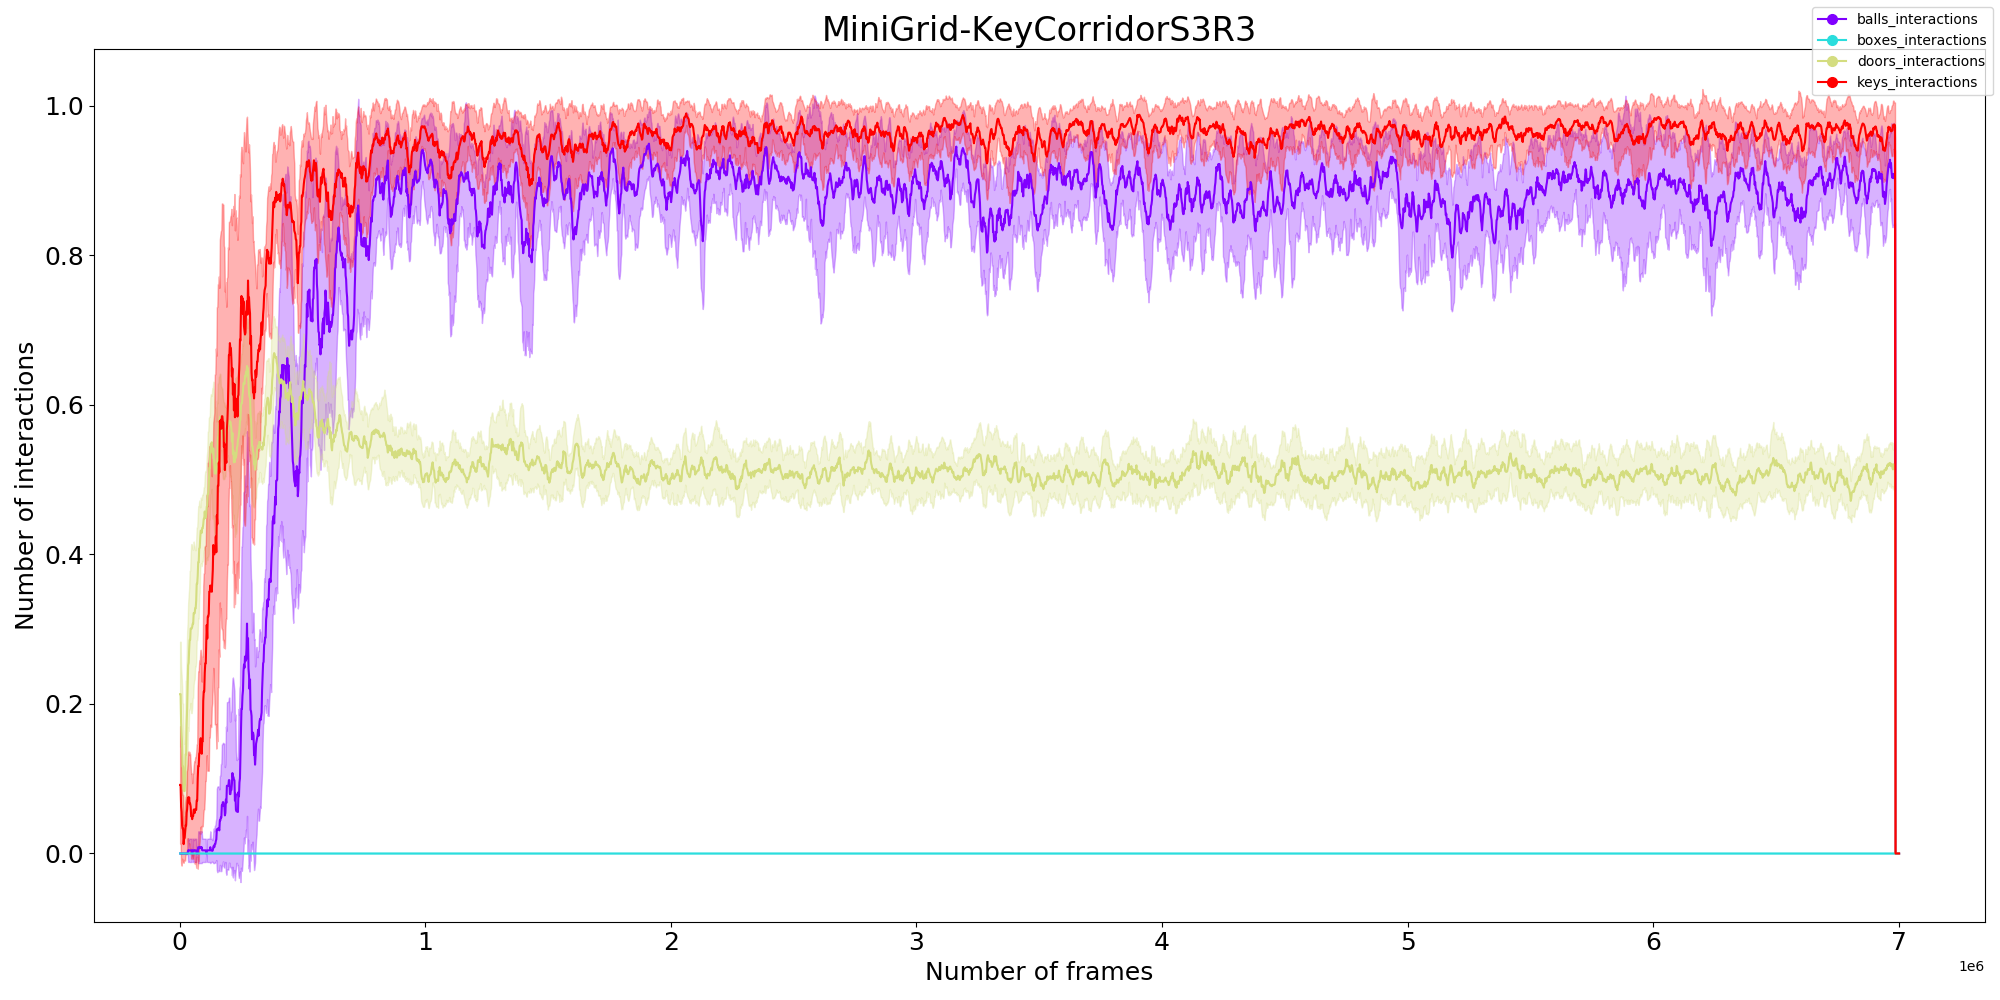 MiniGrid-KeyCorridorS3R3
balls_interactions
boxes_interactions
doors_interactions
keys_interactions
Number of interactions
1.0
0.8
0.6
0.4
0.2
0.0
0 1 2 3 4 5 6 7
Number of frames
1e6